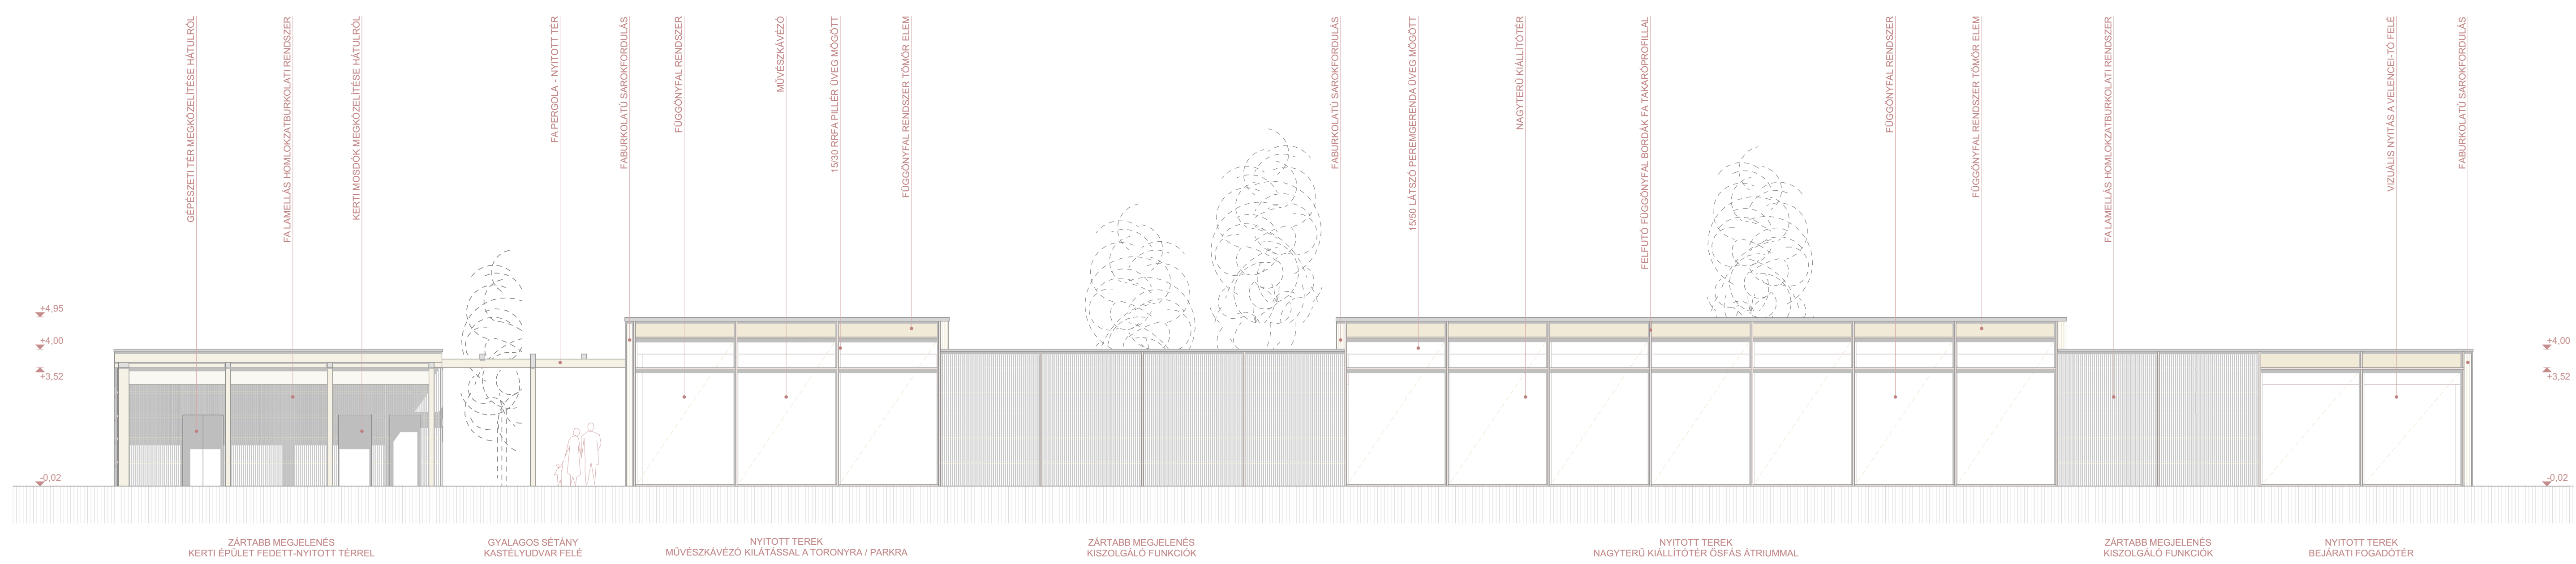 GÉPÉSZETI TÉR MEGKÖZELÍTÉSE HÁTULRÓL
FA LAMELLÁS HOMLOKZATBURKOLATI RENDSZER
KERTI MOSDÓK MEGKÖZELÍTÉSE HÁTULRÓL
FA PERGOLA - NYITOTT TÉR
FABURKOLATÚ SAROKFORDULÁS
FÜGGÖNYFAL RENDSZER
MŰVÉSZKÁVÉZÓ
15/30 RRFA PILLÉR ÜVEG MÖGÖTT
FÜGGÖNYFAL RENDSZER TÖMÖR ELEM
FABURKOLATÚ SAROKFORDULÁS
15/50 LÁTSZÓ PEREMGERENDA ÜVEG MÖGÖTT
NAGYTERŰ KIÁLLÍTÓTÉR
FELFUTÓ FÜGGÖNYFAL BORDÁK FA TAKARÓPROFILLAL
FÜGGÖNYFAL RENDSZER
FÜGGÖNYFAL RENDSZER TÖMÖR ELEM
FA LAMELLÁS HOMLOKZATBURKOLATI RENDSZER
VIZUÁLIS NYITÁS A VELENCEI-TÓ FELÉ
FABURKOLATÚ SAROKFORDULÁS
+4,95
+4,00
+3,52
-0,02
+4,00
+3,52
-0,02
ZÁRTABB MEGJELENÉS
KERTI ÉPÜLET FEDETT-NYITOTT TÉRREL
GYALAGOS SÉTÁNY
KASTÉLYUDVAR FELÉ
NYITOTT TEREK
MŰVÉSZKÁVÉZÓ KILÁTÁSSAL A TORONYRA / PARKRA
ZÁRTABB MEGJELENÉS
KISZOLGÁLÓ FUNKCIÓK
NYITOTT TEREK
NAGYTERŰ KIÁLLÍTÓTÉR ŐSFÁS ÁTRIUMMAL
ZÁRTABB MEGJELENÉS
KISZOLGÁLÓ FUNKCIÓK
NYITOTT TEREK
BEJÁRATI FOGADÓTÉR